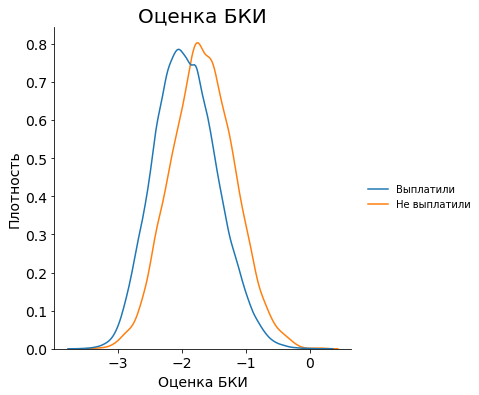 Оценка БКИ
Плотность
0.8
0.7
0.6
0.5
0.4
0.3
0.2
0.1
0.0
−3 −2 −1 0
Оценка БКИ
Выплатили
Не выплатили